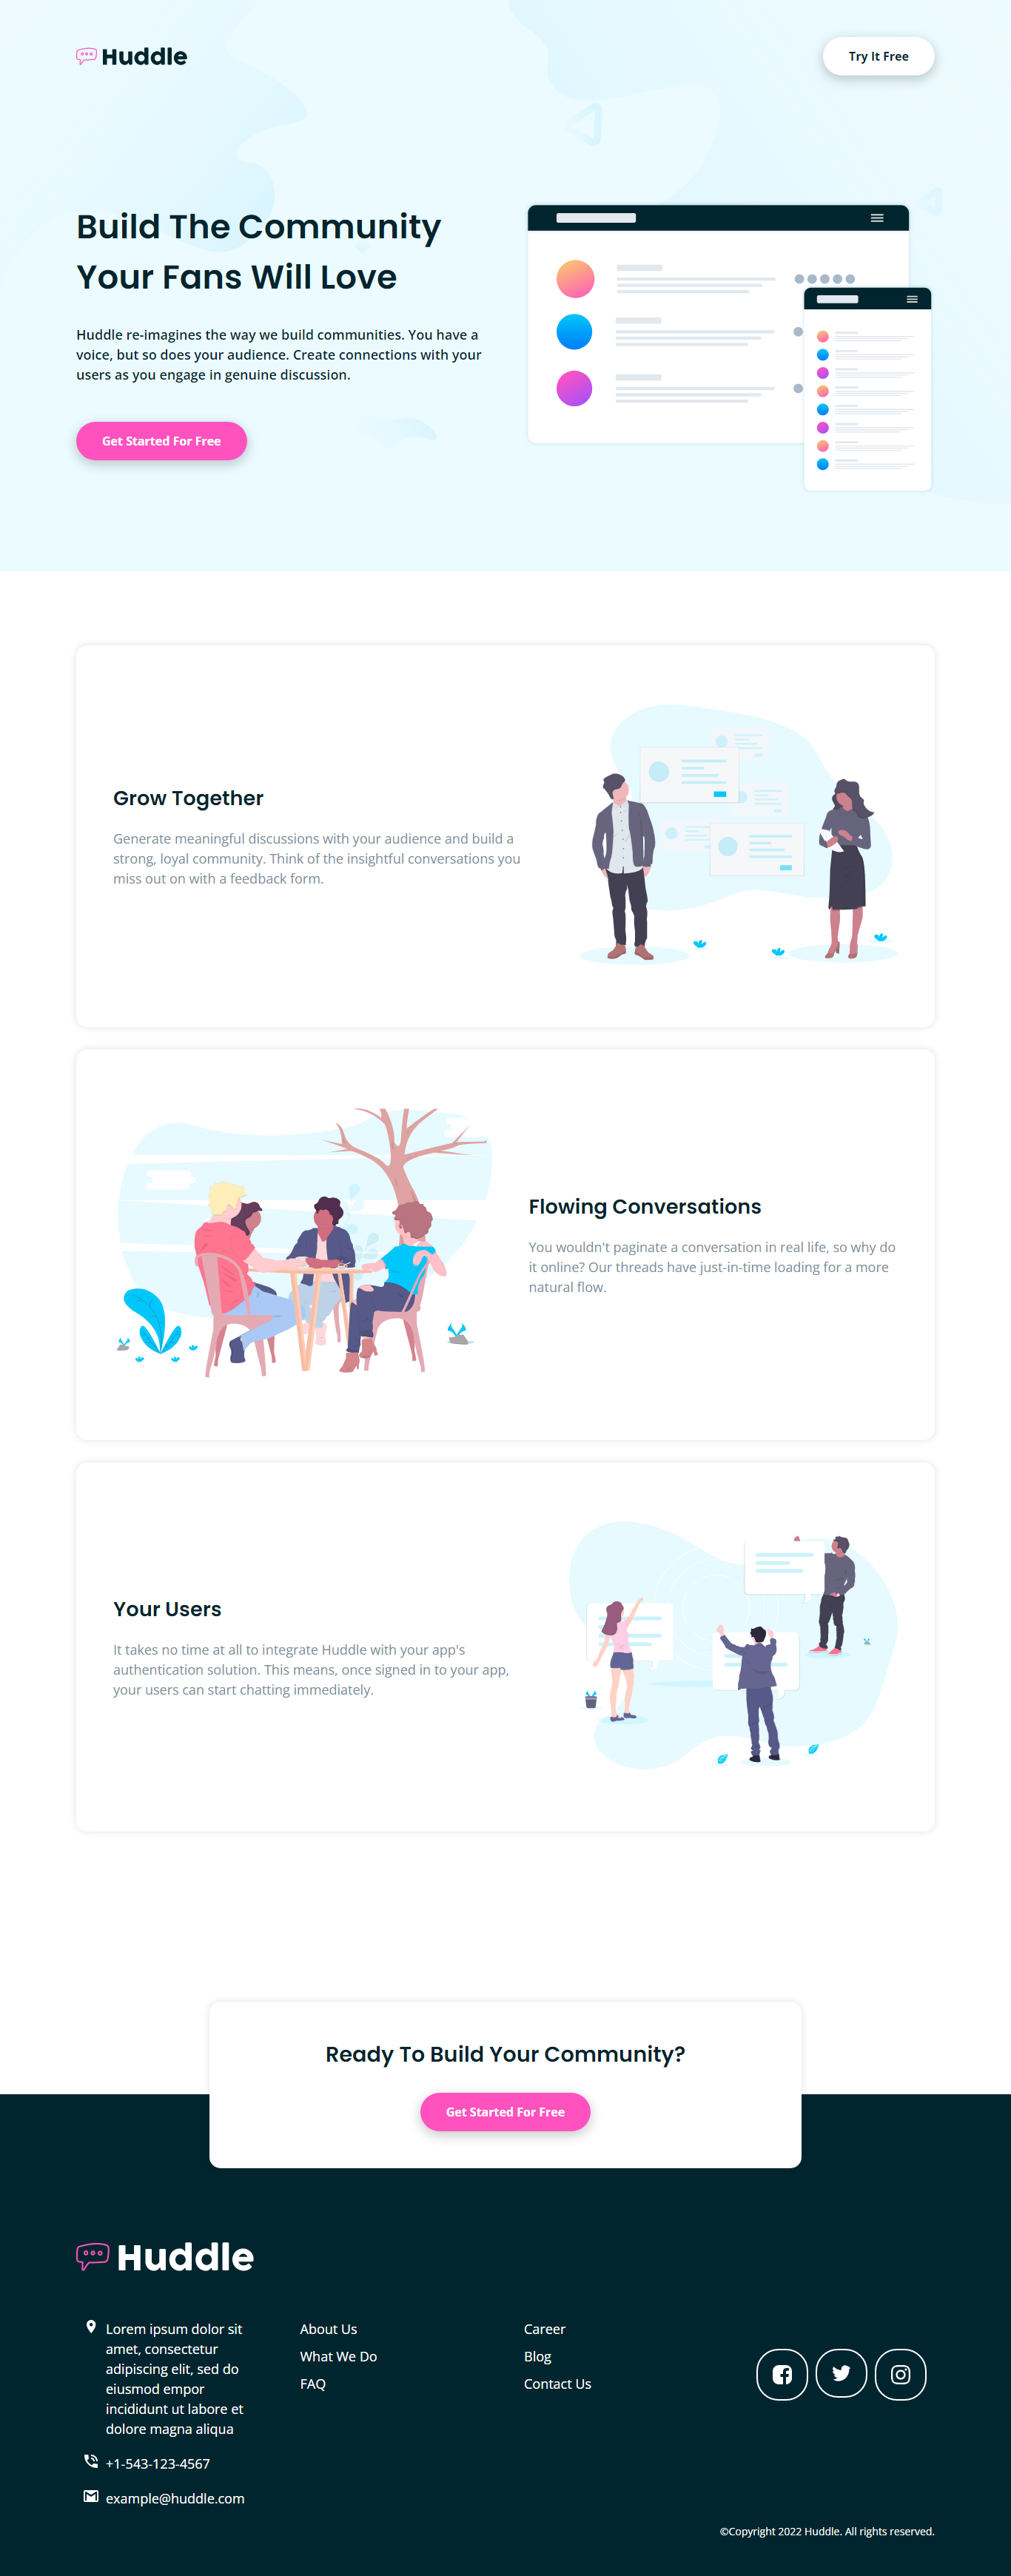 Huddle
Try It Free
Build The Community
Your Fans Will Love
Huddle re-imagines the way we build communities. You have a
voice, but so does your audience. Create connections with your
users as you engage in genuine discussion.
Get Started For Free
Grow Together
Generate meaningful discussions with your audience and build a
strong, loyal community. Think of the insightful conversations you
miss out on with a feedback form.
Flowing Conversations
You wouldn't paginate a conversation in real life, so why do
it online? Our threads have just-in-time loading for a more
natural flow.
Your Users
It takes no time at all to integrate Huddle with your app's
authentication solution. This means, once signed in to your app,
your users can start chatting immediately.
Ready To Build Your Community?
Get Started For Free
Huddle
Lorem ipsum dolor sit
amet, consectetur
adipiscing elit, sed do
eiusmod empor
incididunt ut labore et
dolore magna aliqua
+1-543-123-4567
example@huddle.com
About Us
What We Do
FAQ
Career
Blog
Contact Us
©Copyright 2022 Huddle. All rights reserved.